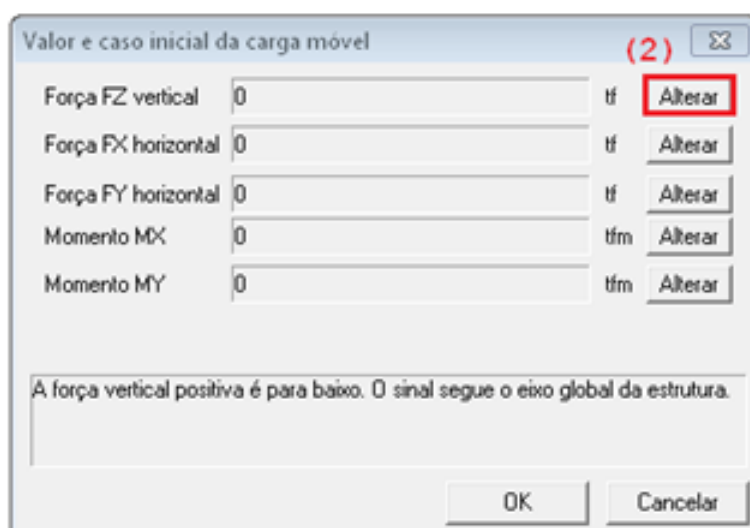 Valor e caso inicial da carga móvel
(2)
Força FZ vertical 0 tf Alterar
Força FX horizontal 0 tf Alterar
Força FY horizontal 0 tf Alterar
Momento MX 0 tfm Alterar
Momento MY 0 tfm Alterar
A força vertical positiva é para baixo. O sinal segue o eixo global da estrutura.
OK Cancelar